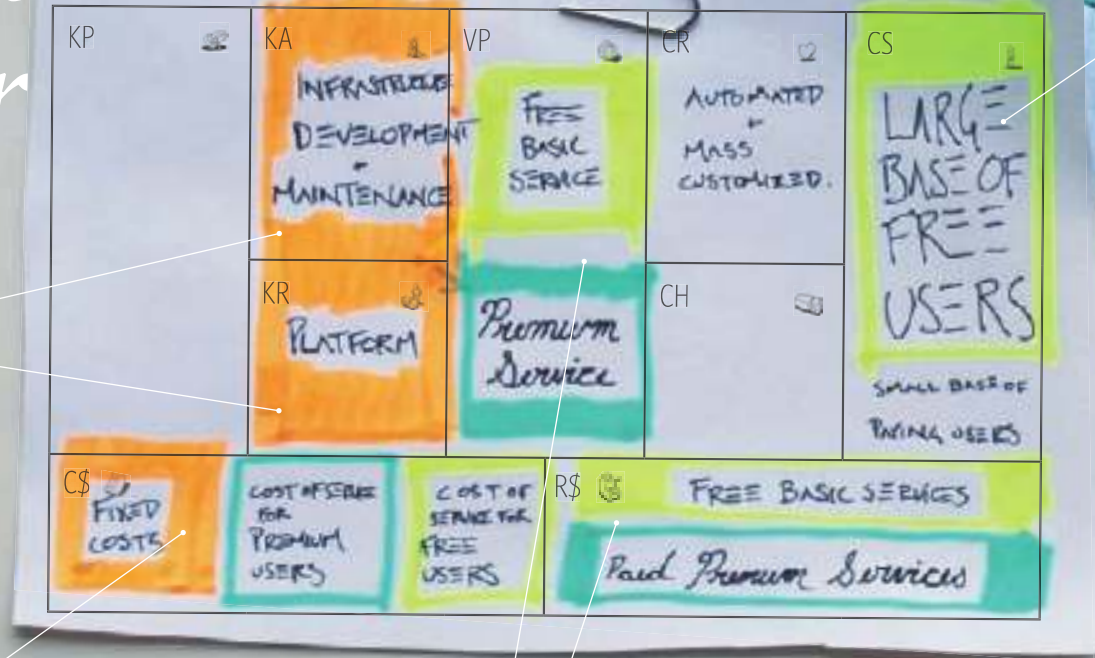 KP
KA
INFRASTRUCTURE
DEVELOPMENT
+
MAINTENANCE
KR
PLATFORM
VP
FREE
BASIC
SERVICE
Premium
Service
CR
AUTOMATED
+
MASS
CUSTOMIZED.
CH
CS
LARGE
BASE OF
FREE
USERS
SMALL BASE OF
PAYING USERS
C$
FIXED
COSTS
COST OF SERVICE
FOR
PREMIUM
USERS
COST OF
SERVICE FOR
FREE
USERS
R$
FREE BASIC SERVICES
Paid Premium Services